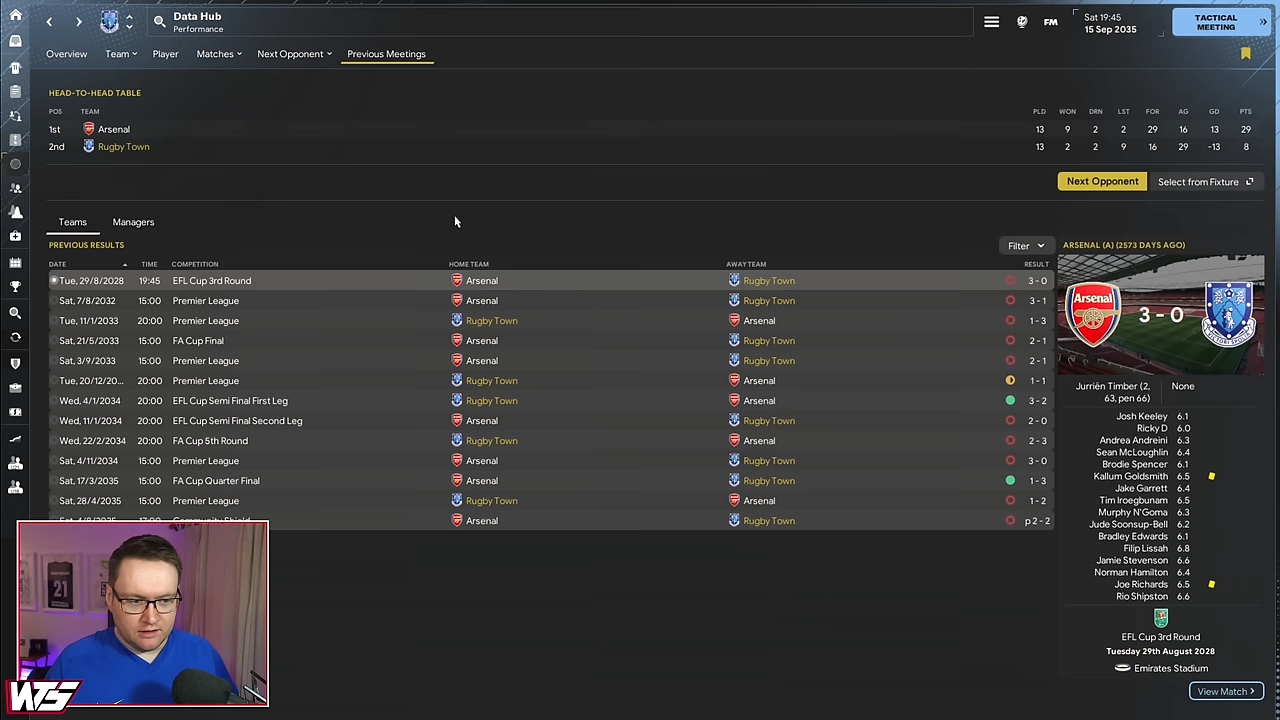 Data Hub
Performance
FM
Sat 19:45
15 Sep 2035
TACTICAL
MEETING
Overview Team Player Matches Next Opponent Previous Meetings
HEAD-TO-HEAD TABLE
POS TEAM PLD WON DRN LST FOR AG GD PTS
1st Arsenal 13 9 2 2 29 16 13 29
2nd Rugby Town 13 2 2 9 16 29 -13 8
Next Opponent Select from Fixture
Teams Managers
PREVIOUS RESULTS Filter
DATE TIME COMPETITION HOME TEAM AWAY TEAM RESULT
Tue, 29/8/2028 19:45 EFL Cup 3rd Round Arsenal Rugby Town 3 - 0
Sat, 7/8/2032 15:00 Premier League Arsenal Rugby Town 3 - 1
Tue, 11/1/2033 20:00 Premier League Rugby Town Arsenal 1 - 3
Sat, 21/5/2033 15:00 FA Cup Final Arsenal Rugby Town 2 - 1
Sat, 3/9/2033 15:00 Premier League Arsenal Rugby Town 2 - 1
Tue, 20/12/20... 20:00 Premier League Rugby Town Arsenal 1 - 1
Wed, 4/1/2034 20:00 EFL Cup Semi Final First Leg Rugby Town Arsenal 3 - 2
Wed, 11/1/2034 20:00 EFL Cup Semi Final Second Leg Arsenal Rugby Town 2 - 0
Wed, 22/2/2034 20:00 FA Cup 5th Round Rugby Town Arsenal 2 - 3
Sat, 4/11/2034 15:00 Premier League Arsenal Rugby Town 3 - 0
Sat, 17/3/2035 15:00 FA Cup Quarter Final Arsenal Rugby Town 1 - 3
Sat, 28/4/2035 15:00 Premier League Rugby Town Arsenal 1 - 2
Sat, 4/8/2035 17:00 Community Shield Arsenal Rugby Town p 2 - 2
ARSENAL (A) (2573 DAYS AGO)
Arsenal
3 - 0
Jurriën Timber (2, None
63, pen 66)
Josh Keeley 6.1
Ricky D 6.0
Andrea Andreini 6.3
Sean McLoughlin 6.4
Brodie Spencer 6.1
Kallum Goldsmith 6.5
Jake Garrett 6.4
Tim Iroegbunam 6.5
Murphy N'Goma 6.3
Jude Soonsup-Bell 6.2
Bradley Edwards 6.1
Filip Lissah 6.8
Jamie Stevenson 6.6
Norman Hamilton 6.4
Joe Richards 6.5
Rio Shipston 6.6
EFL Cup 3rd Round
Tuesday 29th August 2028
Emirates Stadium
View Match
21
WTS